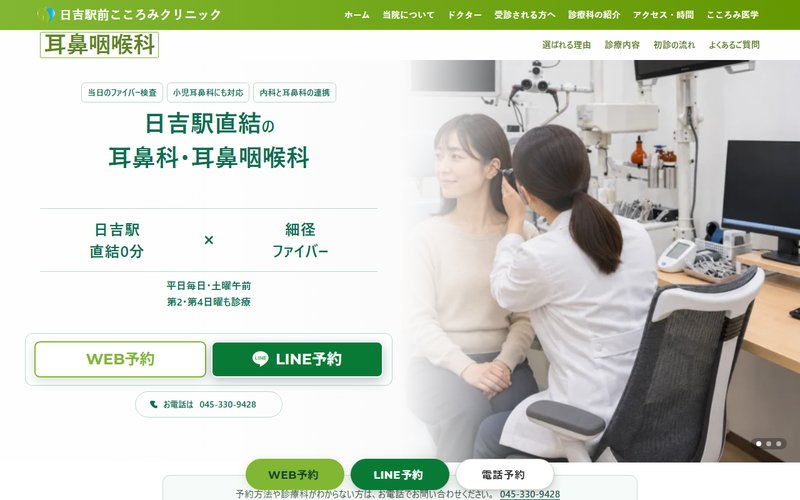 日吉駅前こころみクリニック
ホーム 当院について ドクター 受診される方へ 診療科の紹介 アクセス・時間 こころみ医学
耳鼻咽喉科
選ばれる理由 診療内容 初診の流れ よくあるご質問
当日のファイバー検査 小児耳鼻科にも対応 内科と耳鼻科の連携
日吉駅直結の
耳鼻科・耳鼻咽喉科
日吉駅
直結0分
×
細径
ファイバー
平日毎日・土曜午前
第2・第4日曜も診療
WEB予約
LINE LINE予約
お電話は 045-330-9428
WEB予約 LINE予約 電話予約
予約方法や診療科がわからない方は、お電話でお問い合わせください。 045-330-9428